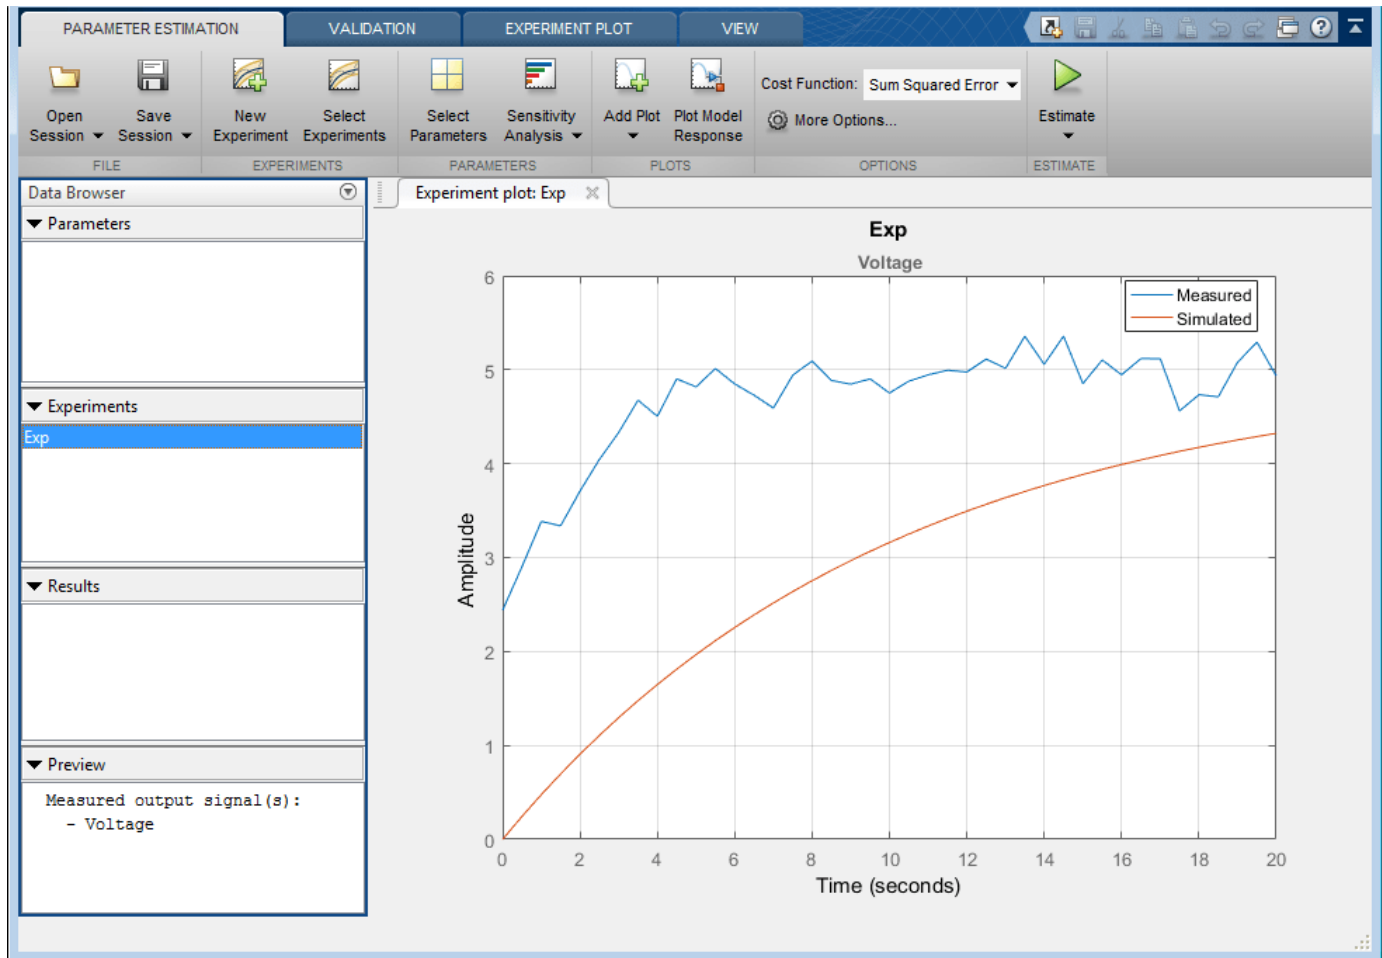 PARAMETER ESTIMATION VALIDATION EXPERIMENT PLOT VIEW
Open Session Save Session New Experiment Select Experiments Select Parameters Sensitivity Analysis Add Plot Plot Model Response Cost Function: Sum Squared Error Estimate
More Options...
FILE EXPERIMENTS PARAMETERS PLOTS OPTIONS ESTIMATE
Data Browser
Parameters
Experiments
Exp
Results
Preview
Measured output signal(s):
- Voltage
Experiment plot: Exp
Exp
Voltage
Measured
Simulated
Amplitude
6
5
4
3
2
1
0
0 2 4 6 8 10 12 14 16 18 20
Time (seconds)